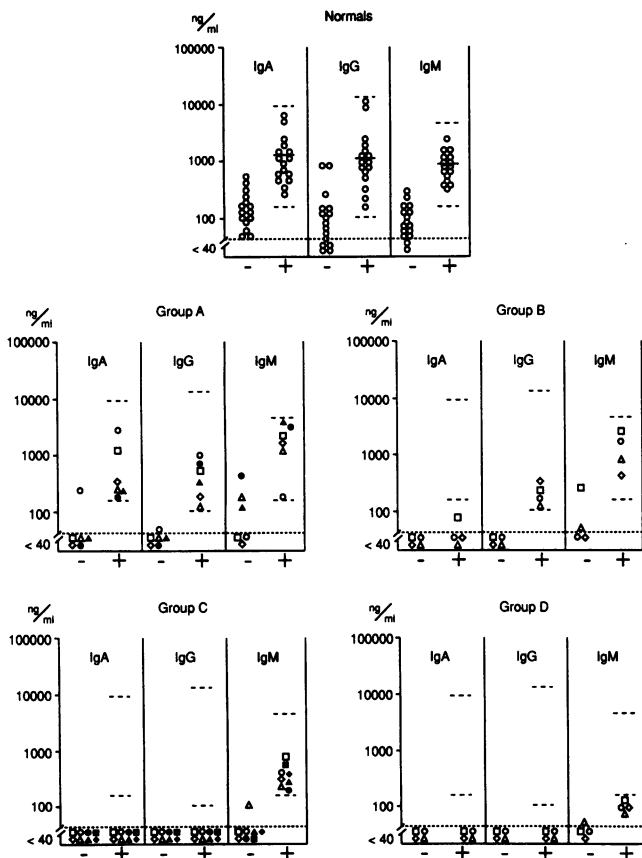 Normals
ng/ml
100000
IgA IgG IgM
10000
1000
100
< 40
- + - + - +
Group A
ng/ml
100000
IgA IgG IgM
10000
1000
100
< 40
- + - + - +
Group B
ng/ml
100000
IgA IgG IgM
10000
1000
100
< 40
- + - + - +
Group C
ng/ml
100000
IgA IgG IgM
10000
1000
100
< 40
- + - + - +
Group D
ng/ml
100000
IgA IgG IgM
10000
1000
100
< 40
- + - + - +